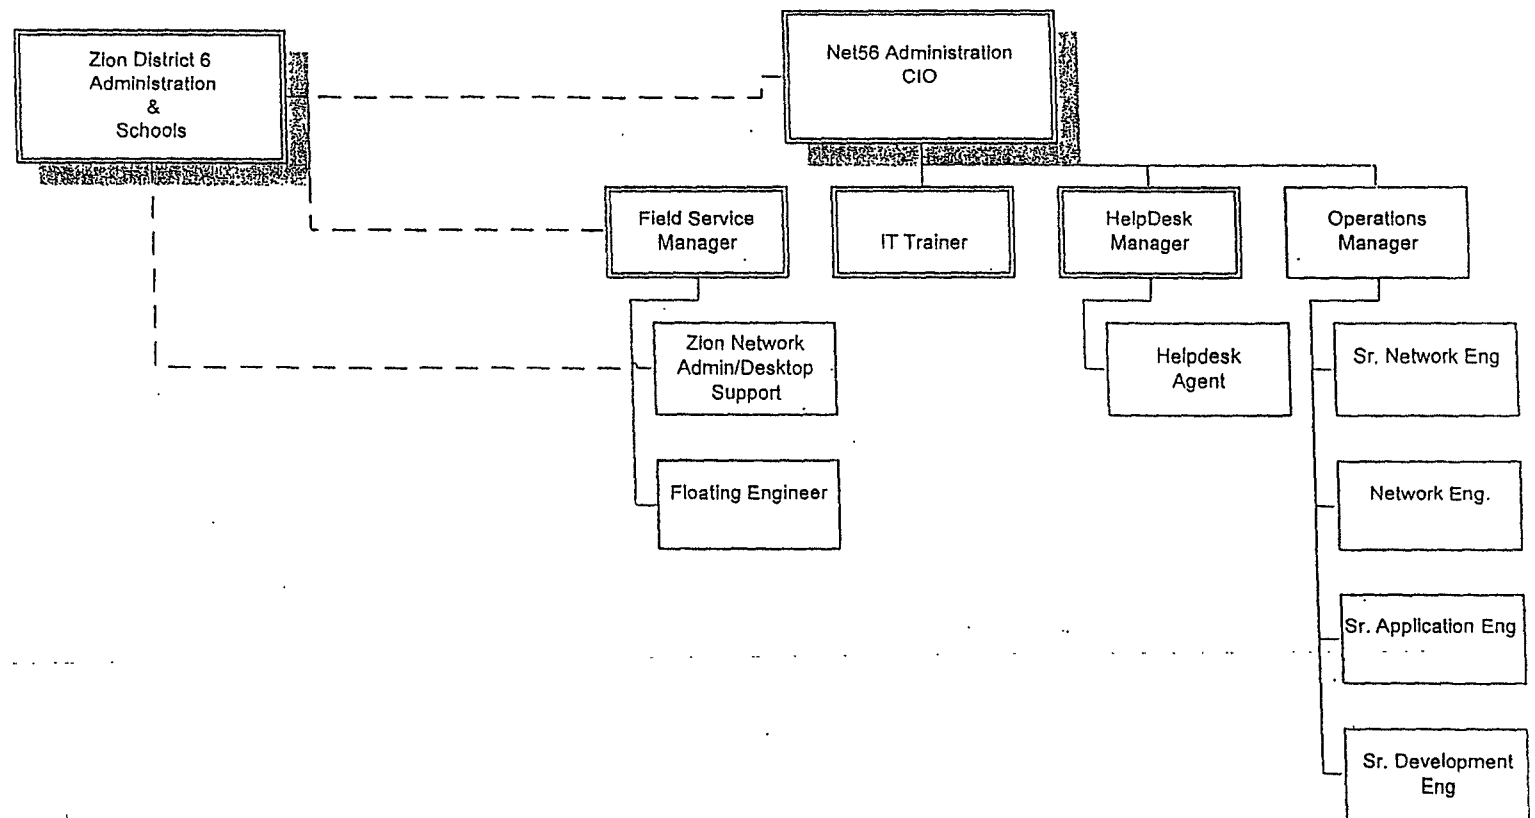 Zion District 6
Administration
&
Schools
Net56 Administration
CIO
Field Service
Manager
IT Trainer
HelpDesk
Manager
Operations
Manager
Zion Network
Admin/Desktop
Support
Helpdesk
Agent
Sr. Network Eng
Floating Engineer
Network Eng.
Sr. Application Eng
Sr. Development
Eng